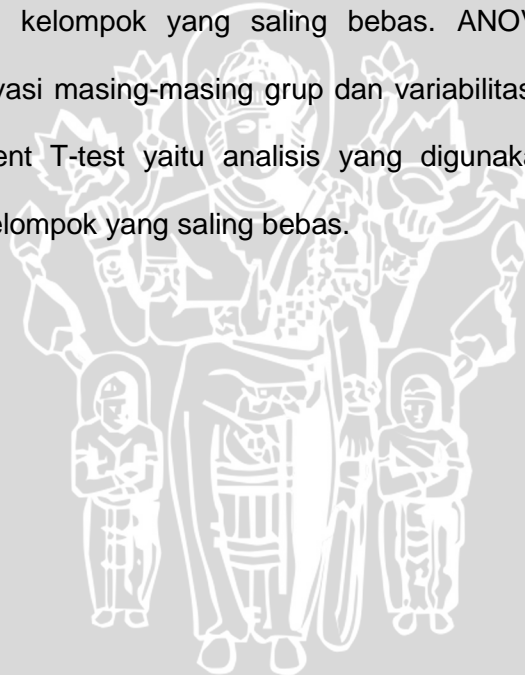 kelompok yang saling bebas. ANOV
vasi masing-masing grup dan variabilitas
ent T-test yaitu analisis yang digunaka
elompok yang saling bebas.